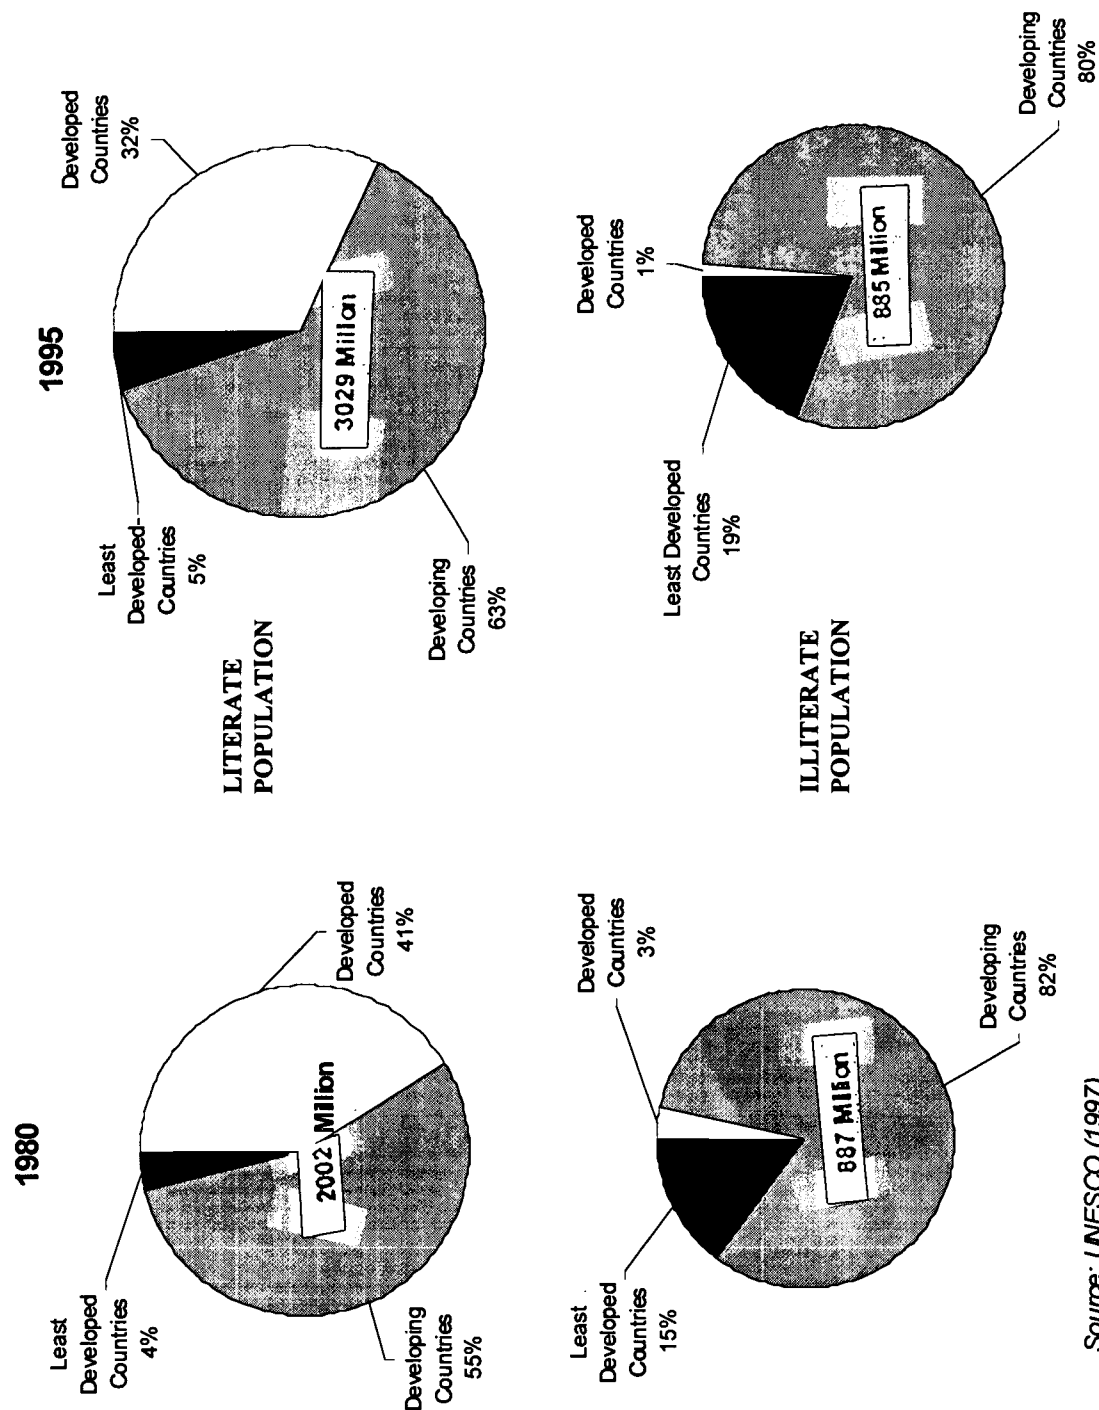 1980
1995
Least
Developed
Countries
4%
Developed
Countries
41%
2002 Million
Developing
Countries
55%
LITERATE
POPULATION
Least
Developed
Countries
5%
Developed
Countries
32%
3029 Millon
Developing
Countries
63%
Least
Developed
Countries
15%
Developed
Countries
3%
887 Million
Developing
Countries
82%
ILLITERATE
POPULATION
Least Developed
Countries
19%
Developed
Countries
1%
885 Million
Developing
Countries
80%
Source: UNESCO (1997)